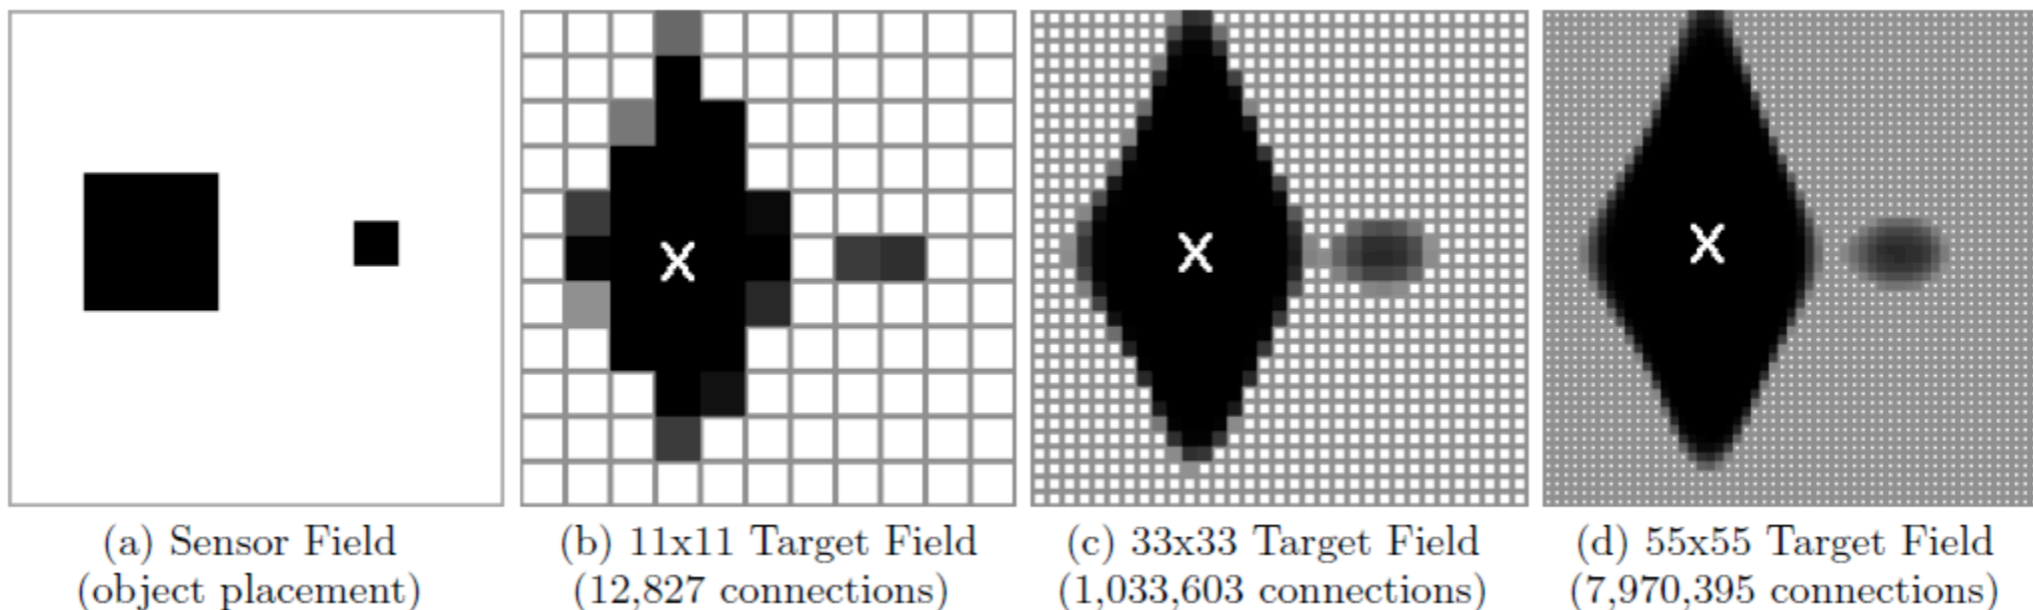 X
X
X
(a) Sensor Field
(object placement)
(b) 11x11 Target Field
(12,827 connections)
(c) 33x33 Target Field
(1,033,603 connections)
(d) 55x55 Target Field
(7,970,395 connections)